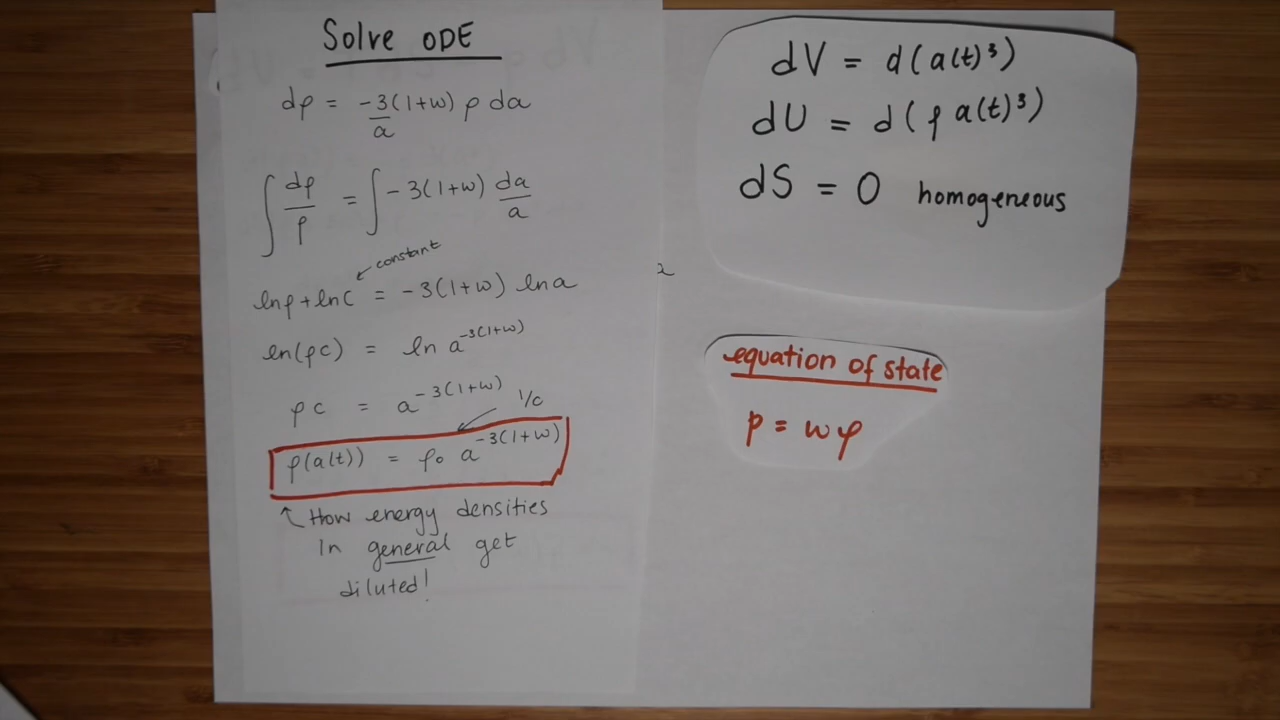 Solve ODE
dρ = -3(1+w)/a ρ da
∫ dρ/ρ = ∫ -3(1+w) da/a
constant
lnρ + lnC = -3(1+w) ln a
ln(ρc) = ln a^-3(1+w)
ρc = a^-3(1+w)
1/c
ρ(a(t)) = ρ₀ a^-3(1+w)
How energy densities
In general get
diluted!
dV = d(a(t)³)
dU = d(ρ a(t)³)
dS = 0 homogeneous
equation of state
p = wρ